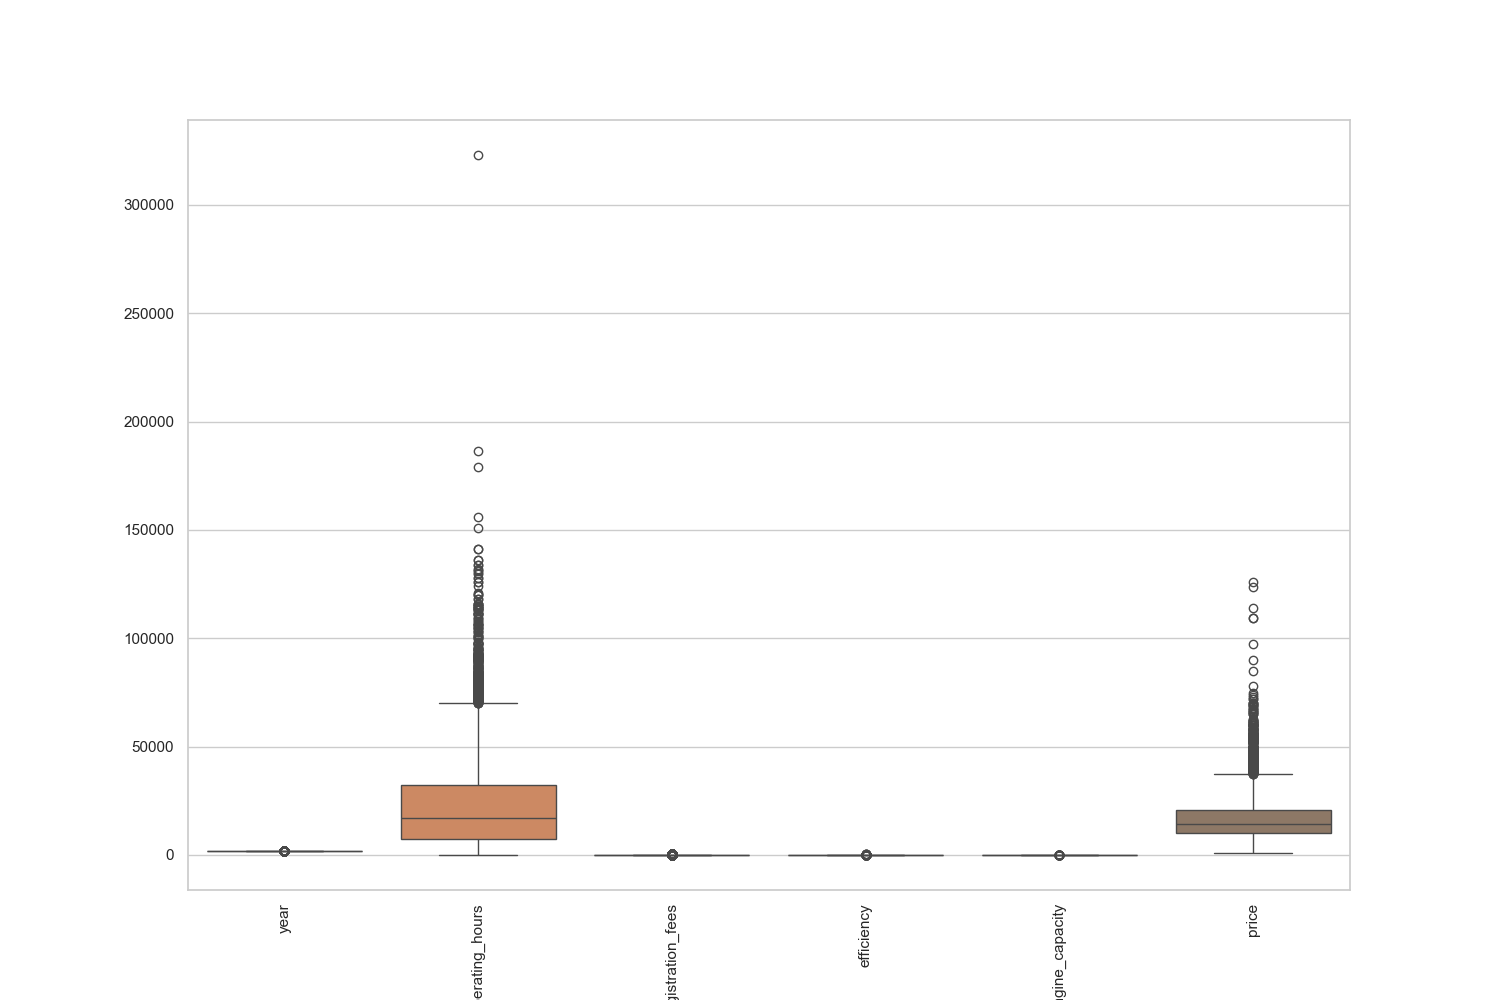 300000
250000
200000
150000
100000
50000
0
year
erating_hours
gistration_fees
efficiency
gine_capacity
price